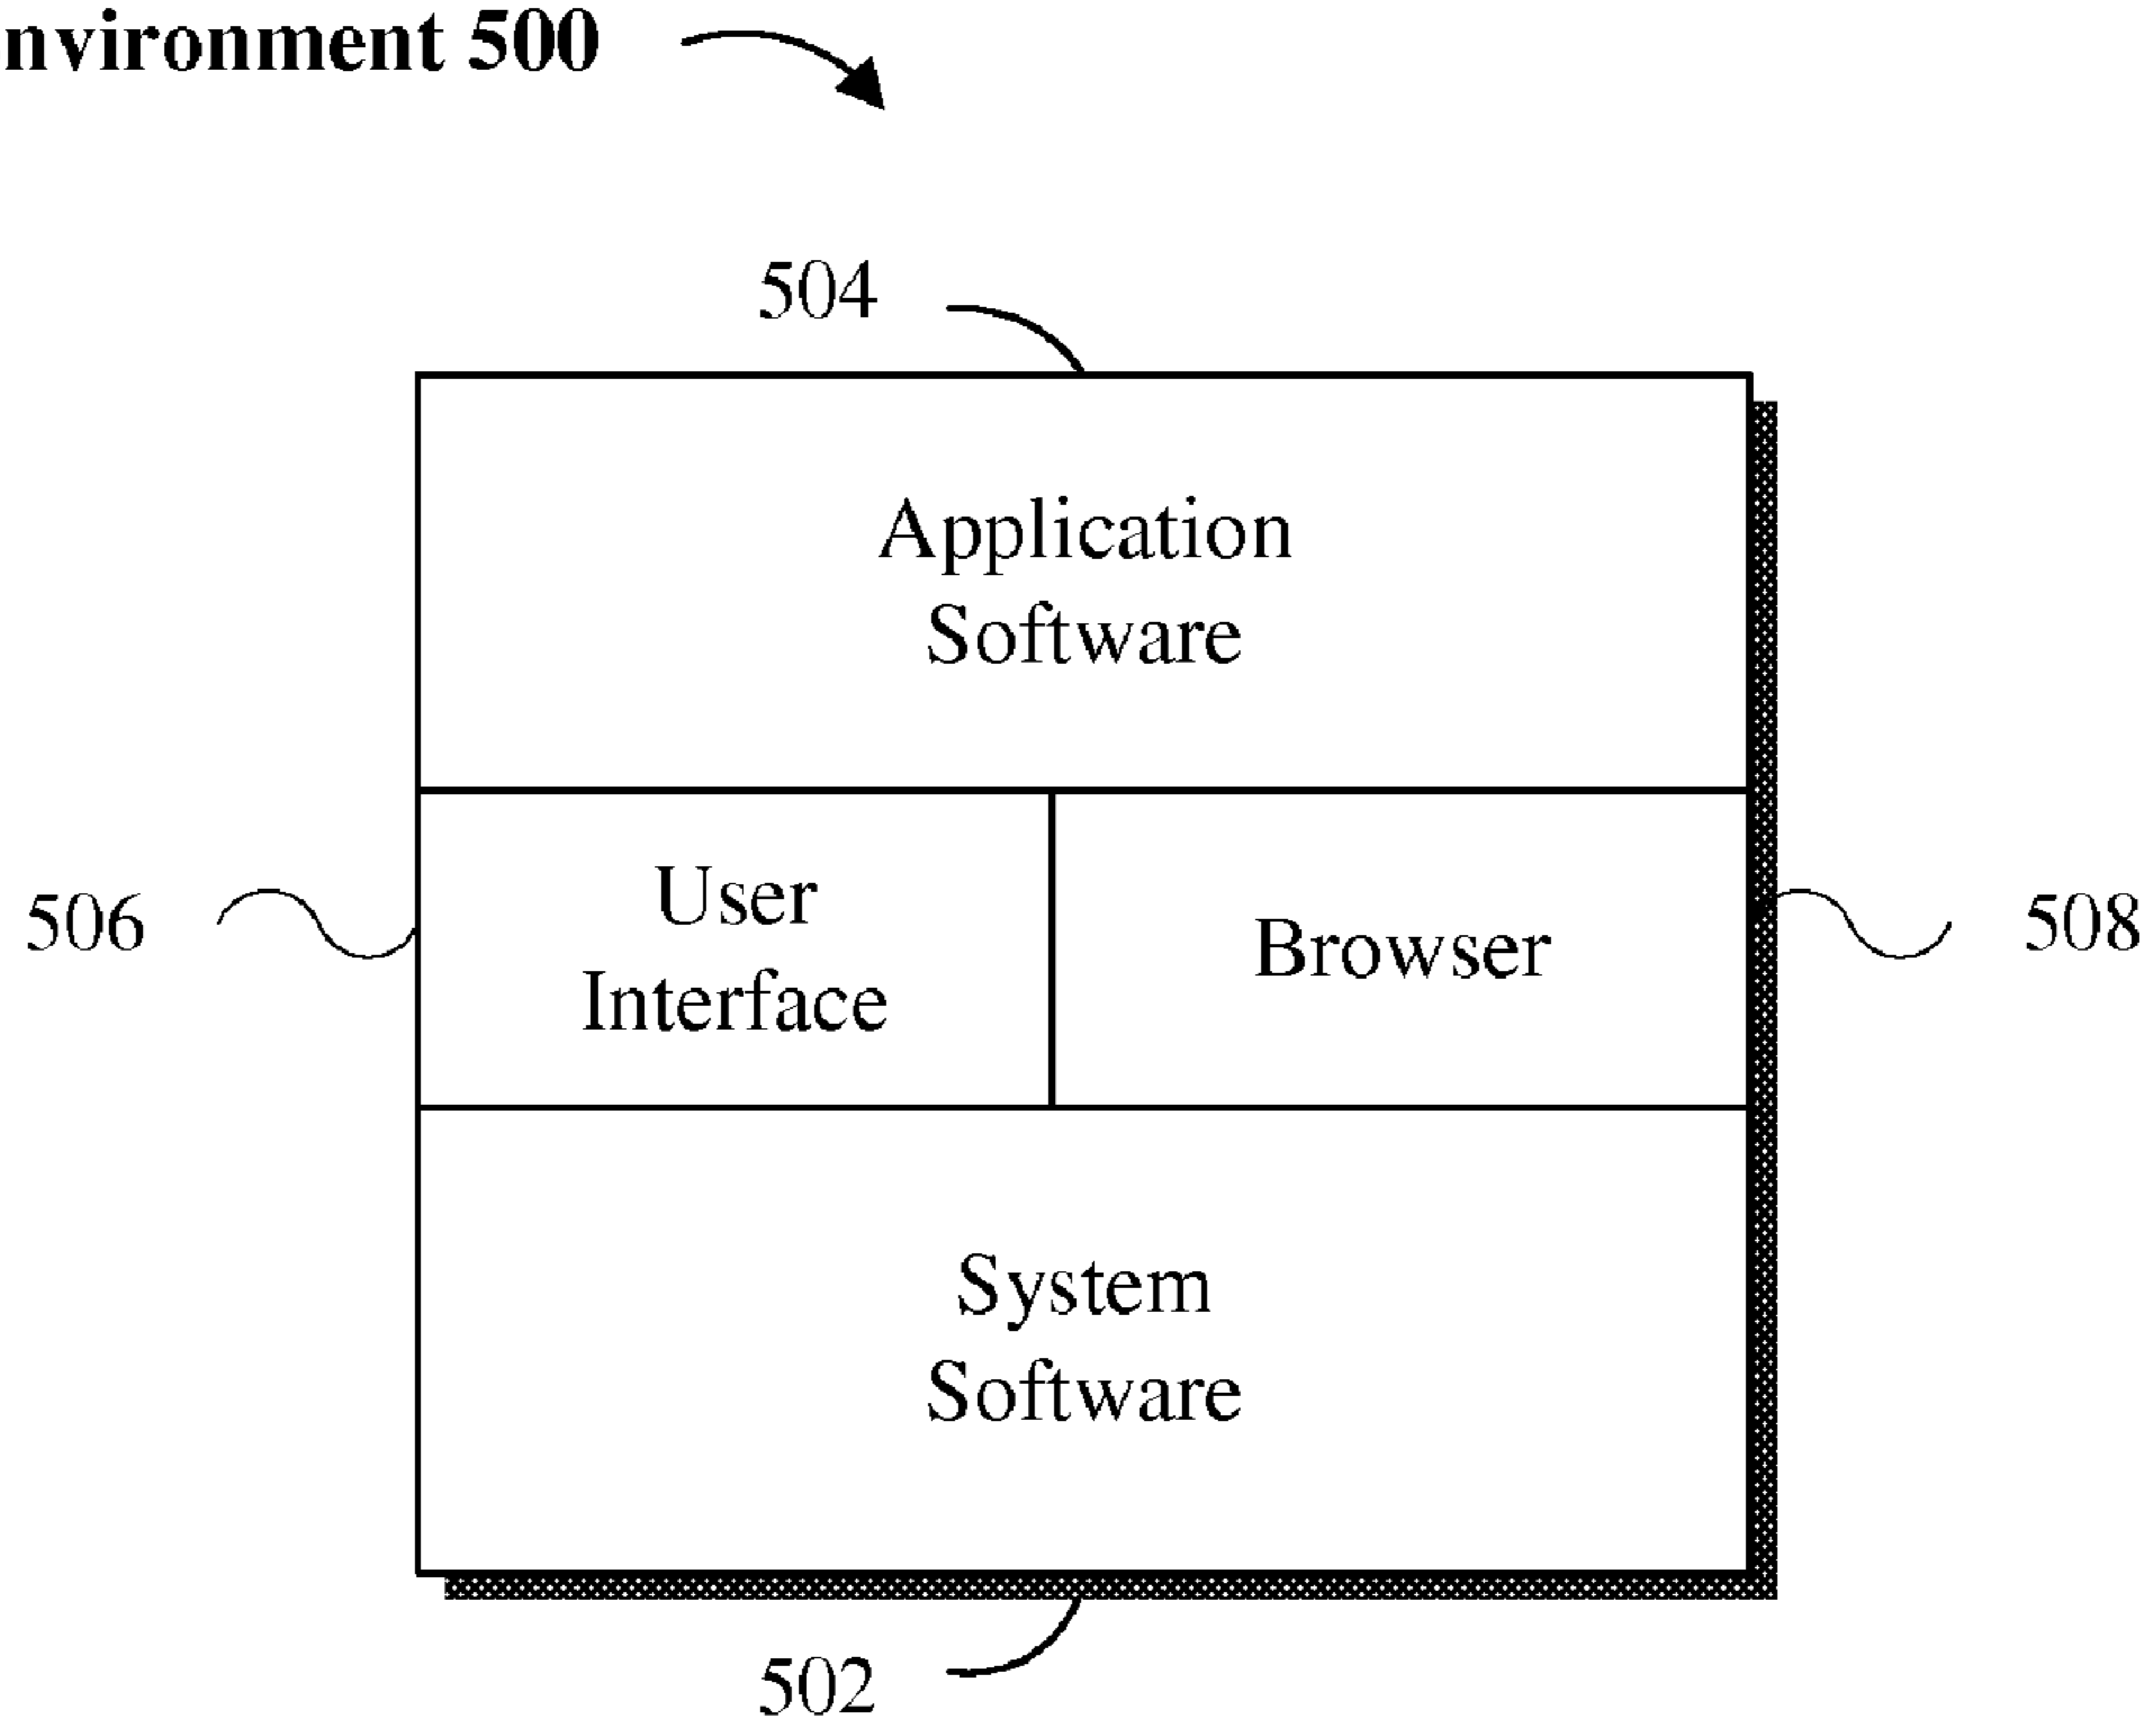 nvironment 500
504
Application
Software
User
Interface
Browser
506
508
System
Software
502